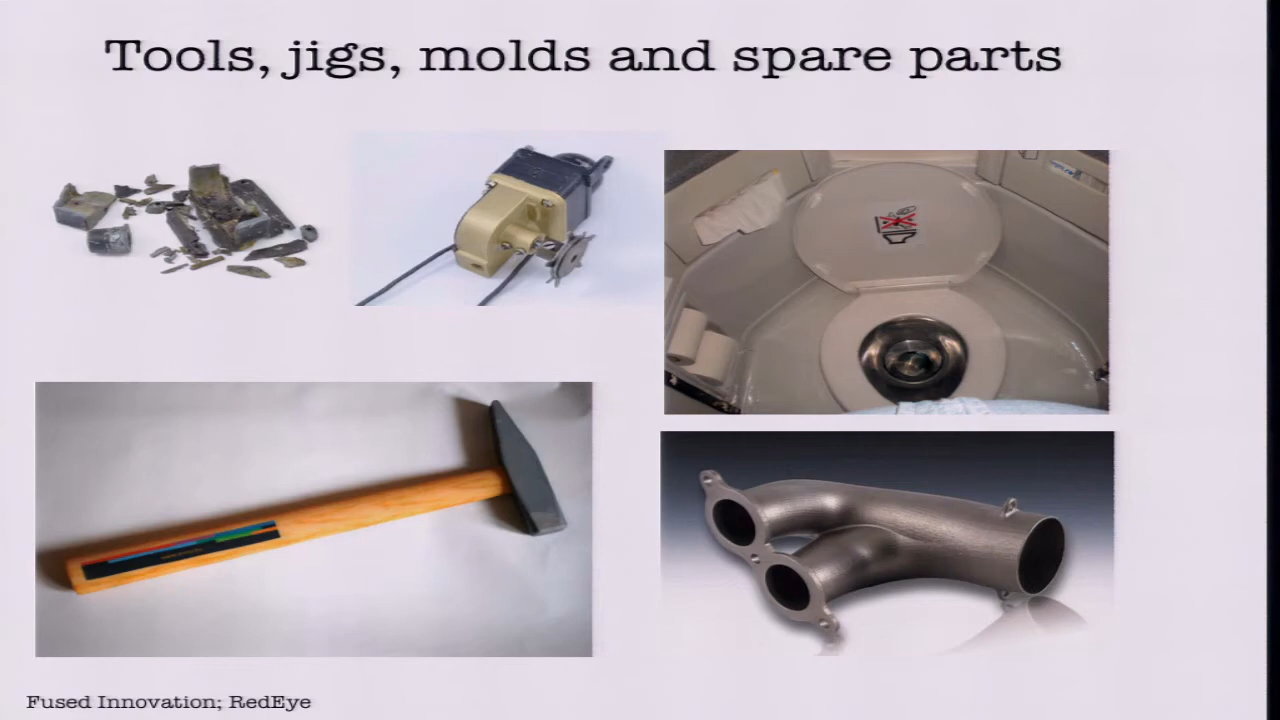 Tools, jigs, molds and spare parts
Fused Innovation; RedEye